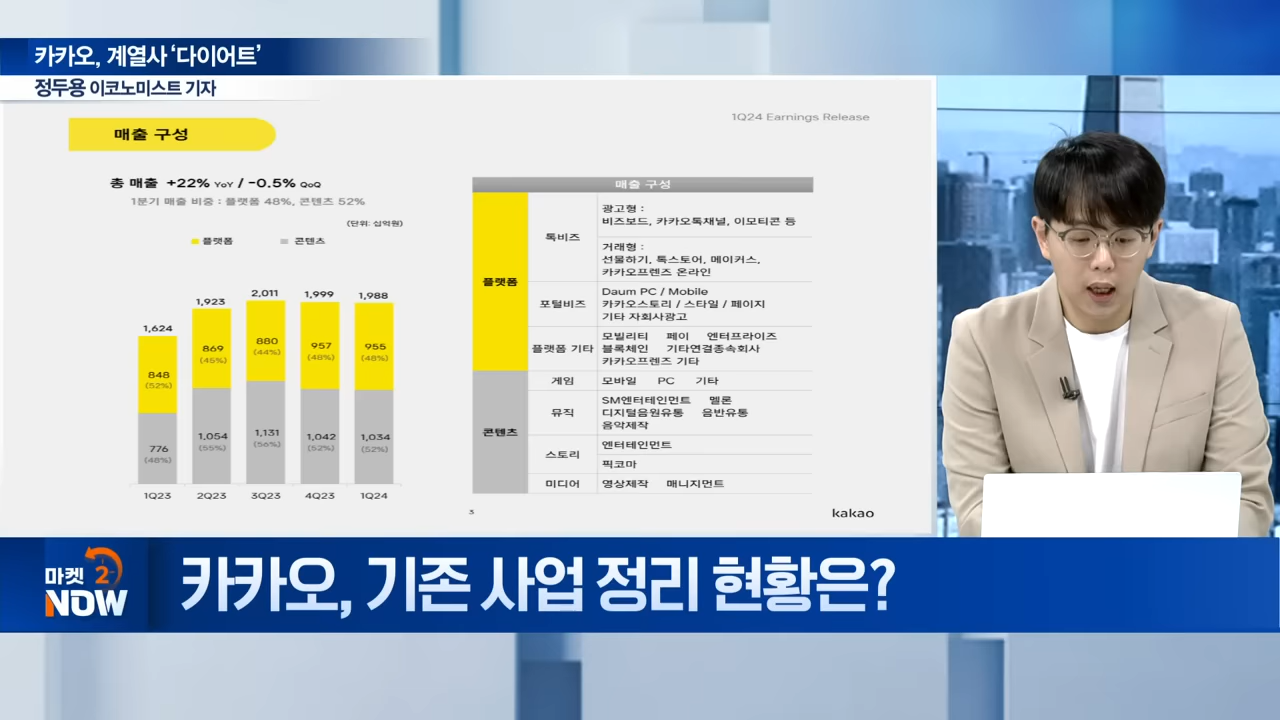 카카오, 계열사 ‘다이어트’
정두용 이코노미스트 기자
매출 구성
1Q24 Earnings Release
총 매출 +22% YoY / -0.5% QoQ
1분기 매출 비중 : 플랫폼 48%, 콘텐츠 52%
(단위: 십억원)
플랫폼 콘텐츠
1,624
848
(52%)
776
(48%)
1Q23
1,923
869
(45%)
1,054
(55%)
2Q23
2,011
880
(44%)
1,131
(56%)
3Q23
1,999
957
(48%)
1,042
(52%)
4Q23
1,988
955
(48%)
1,034
(52%)
1Q24
매출 구성
플랫폼
톡비즈
광고형 :
비즈보드, 카카오톡채널, 이모티콘 등
거래형 :
선물하기, 톡스토어, 메이커스,
카카오프렌즈 온라인
포털비즈
Daum PC / Mobile
카카오스토리 / 스타일 / 페이지
기타 자회사광고
플랫폼 기타
모빌리티 페이 엔터프라이즈
블록체인 기타연결종속회사
카카오프렌즈 기타
콘텐츠
게임
모바일 PC 기타
뮤직
SM엔터테인먼트 멜론
디지털음원유통 음반유통
음악제작
스토리
엔터테인먼트
픽코마
미디어
영상제작 매니지먼트
3
kakao
마켓 2
NOW
카카오, 기존 사업 정리 현황은?